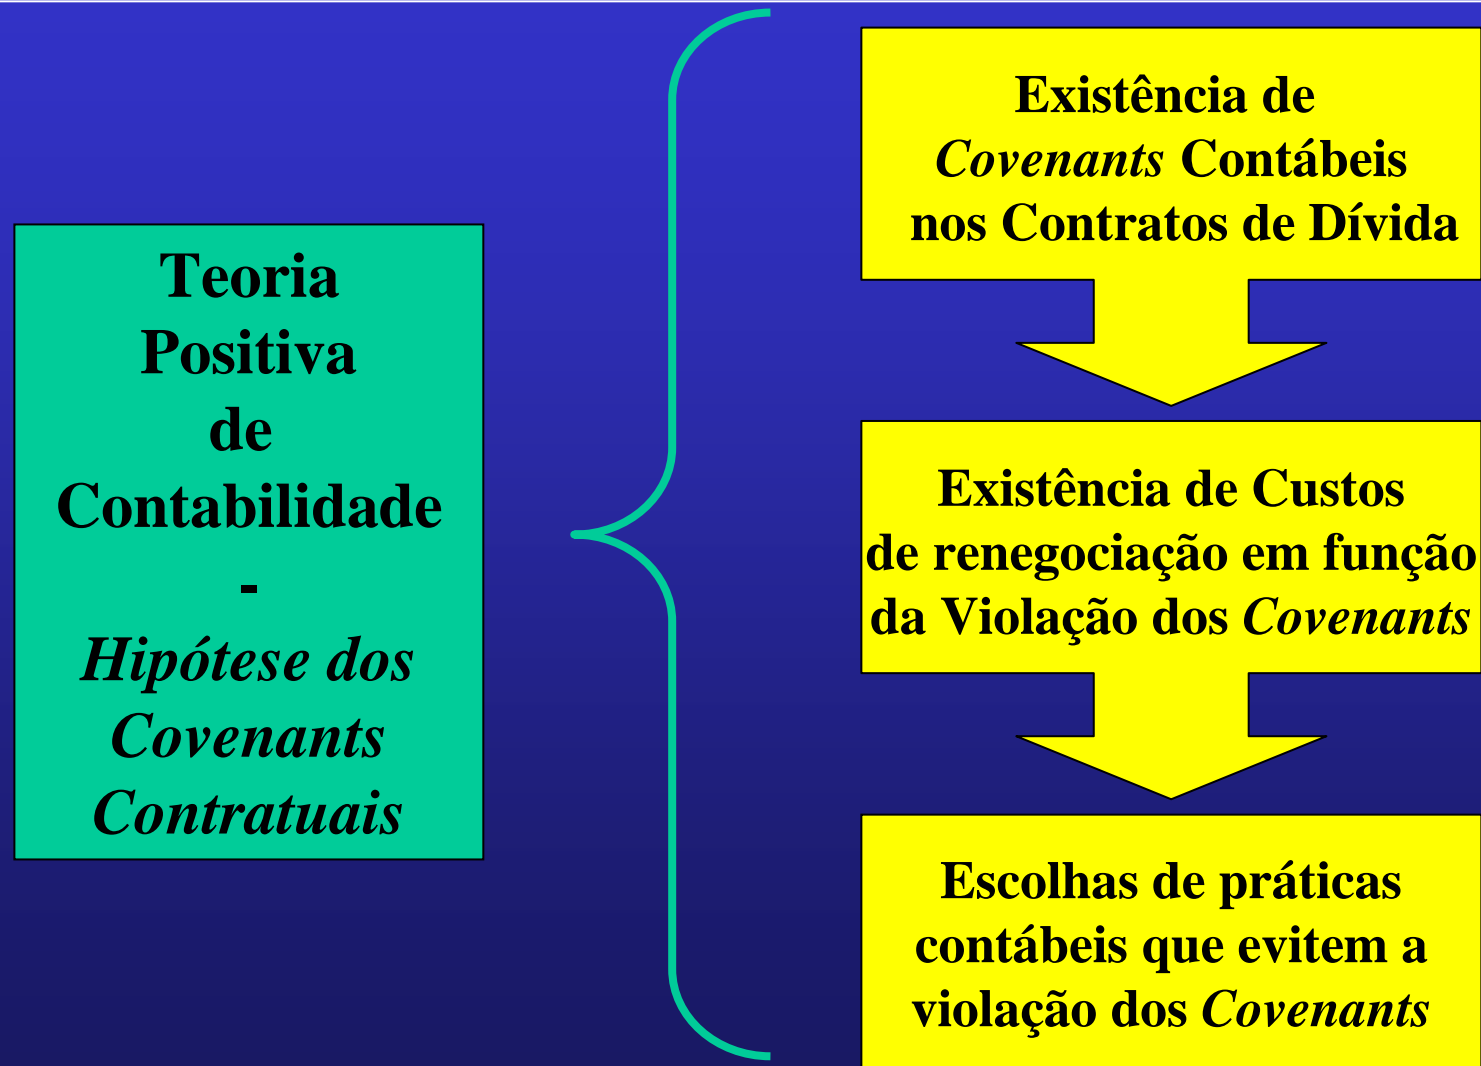 Teoria
Positiva
de
Contabilidade
-
Hipótese dos
Covenants
Contratuais
Existência de
Covenants Contábeis
nos Contratos de Dívida
Existência de Custos
de renegociação em função
da Violação dos Covenants
Escolhas de práticas
contábeis que evitem a
violação dos Covenants